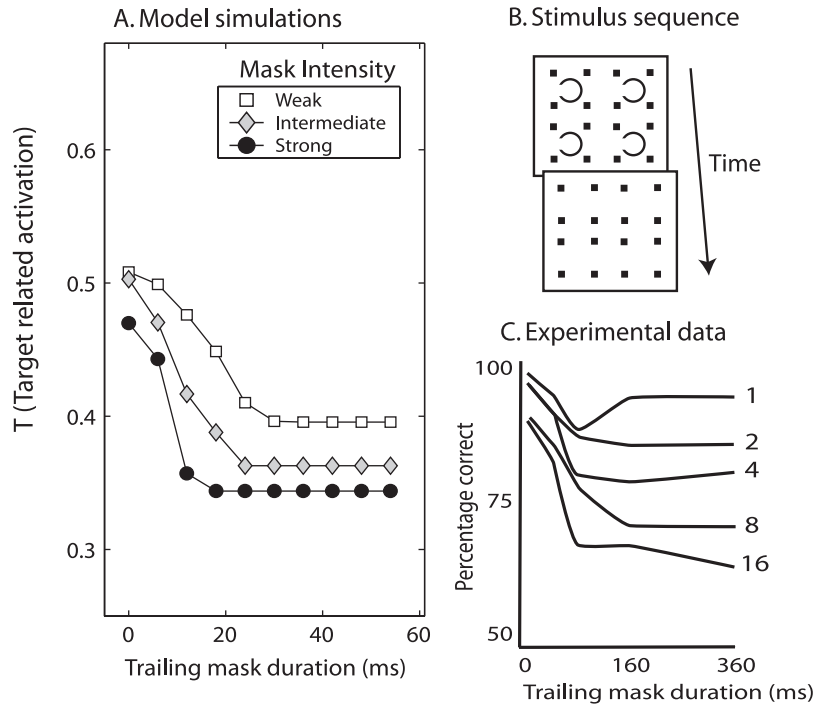 A. Model simulations
Mask Intensity
Weak
Intermediate
Strong
T (Target related activation)
0.6
0.5
0.4
0.3
0
20
40
60
Trailing mask duration (ms)
B. Stimulus sequence
Time
C. Experimental data
Percentage correct
100
75
50
1
2
4
8
16
0
160
360
Trailing mask duration (ms)